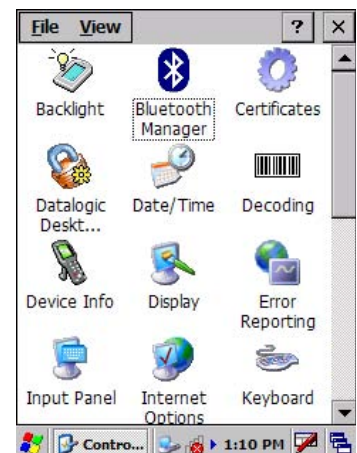 File View ? ×
Backlight
Bluetooth
Manager
Certificates
Datalogic
Deskt...
Date/Time
Decoding
Device Info
Display
Error
Reporting
Input Panel
Internet
Options
Keyboard
Contro... 1:10 PM